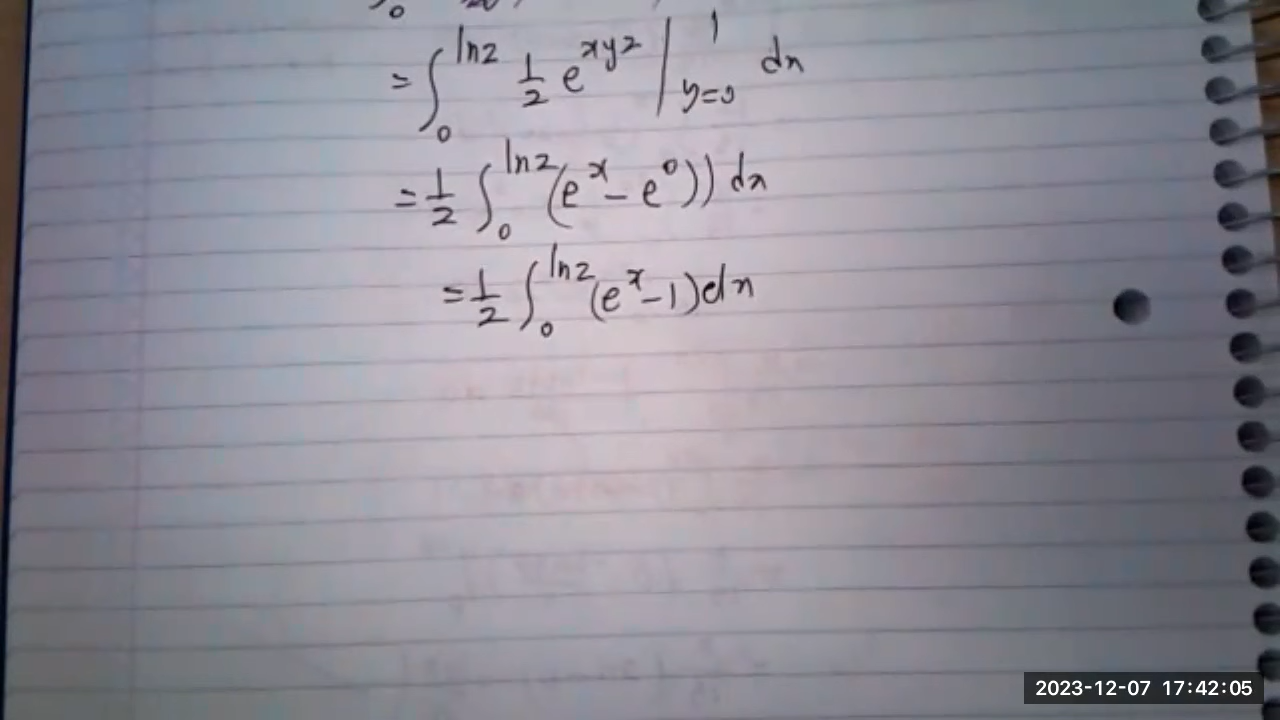 = ∫₀^{ln2} 1/2 e^{xy2} |_{y=0}^{1} dx
= 1/2 ∫₀^{ln2} (e^x - e^0)) dx
= 1/2 ∫₀^{ln2} (e^x - 1) dx
2023-12-07 17:42:05